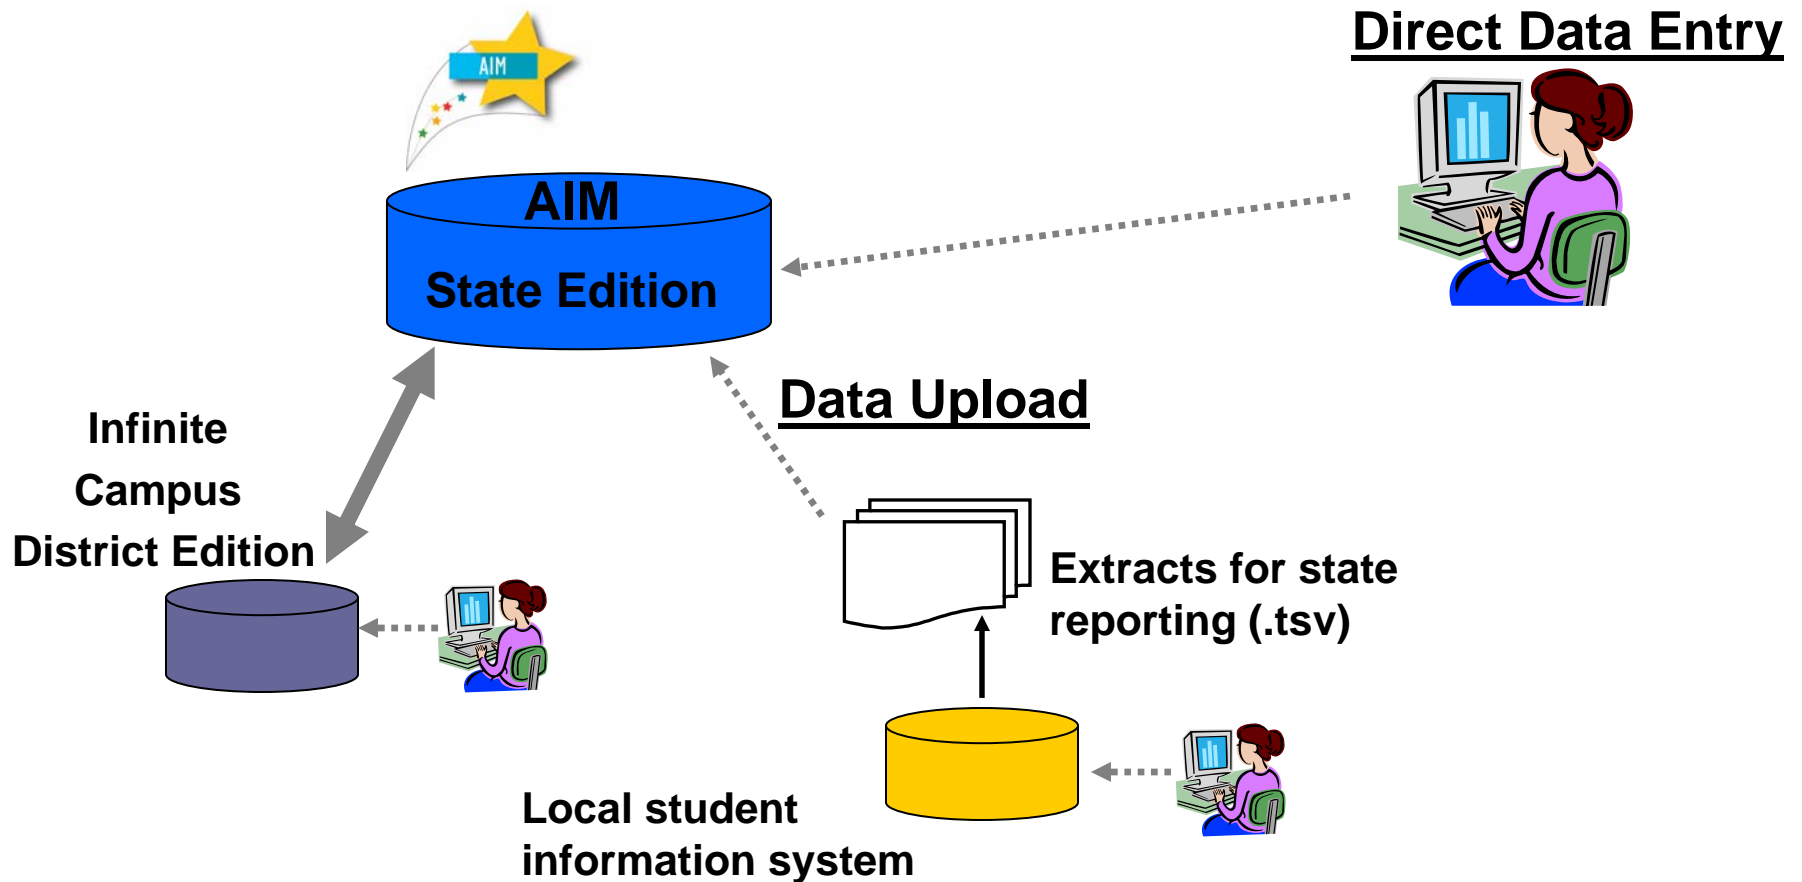 Direct Data Entry
AIM
AIM
State Edition
Data Upload
Infinite
Campus
District Edition
Extracts for state
reporting (.tsv)
Local student
information system